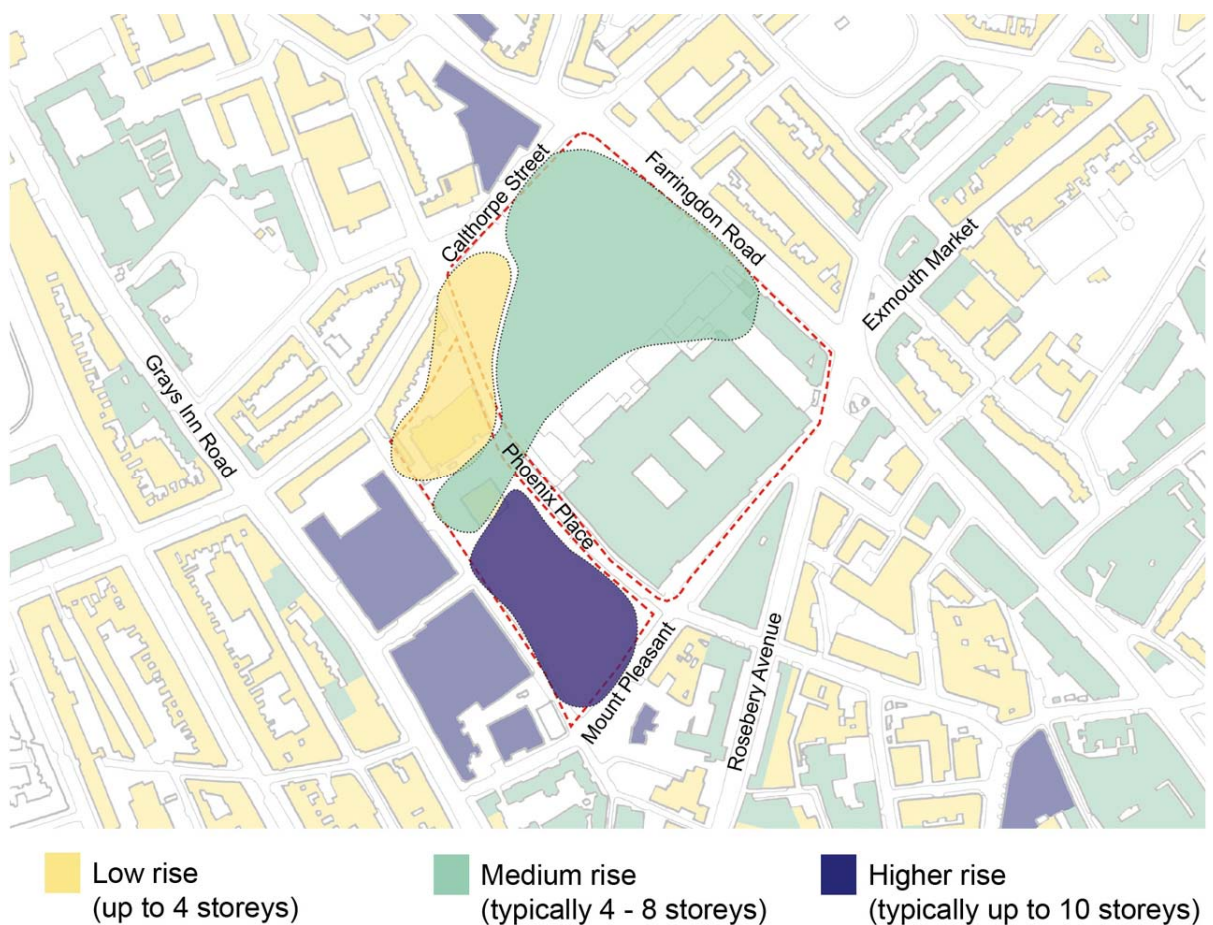 Calthorpe Street
Farringdon Road
Exmouth Market
Grays Inn Road
Phoenix Place
Mount Pleasant
Rosebery Avenue
Low rise
(up to 4 storeys)
Medium rise
(typically 4 - 8 storeys)
Higher rise
(typically up to 10 storeys)